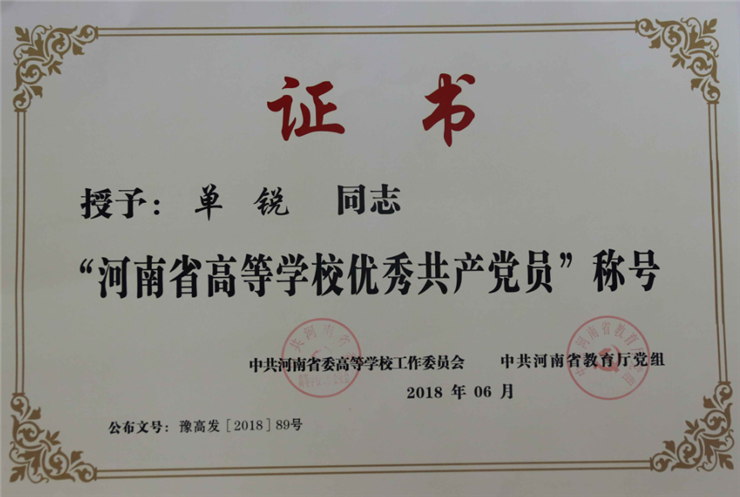 证 书
授予：单 锐 同志
“河南省高等学校优秀共产党员”称号
中共河南省委高等学校工作委员会 中共河南省教育厅党组
2018 年 06 月
公布文号：豫高发［2018］89号